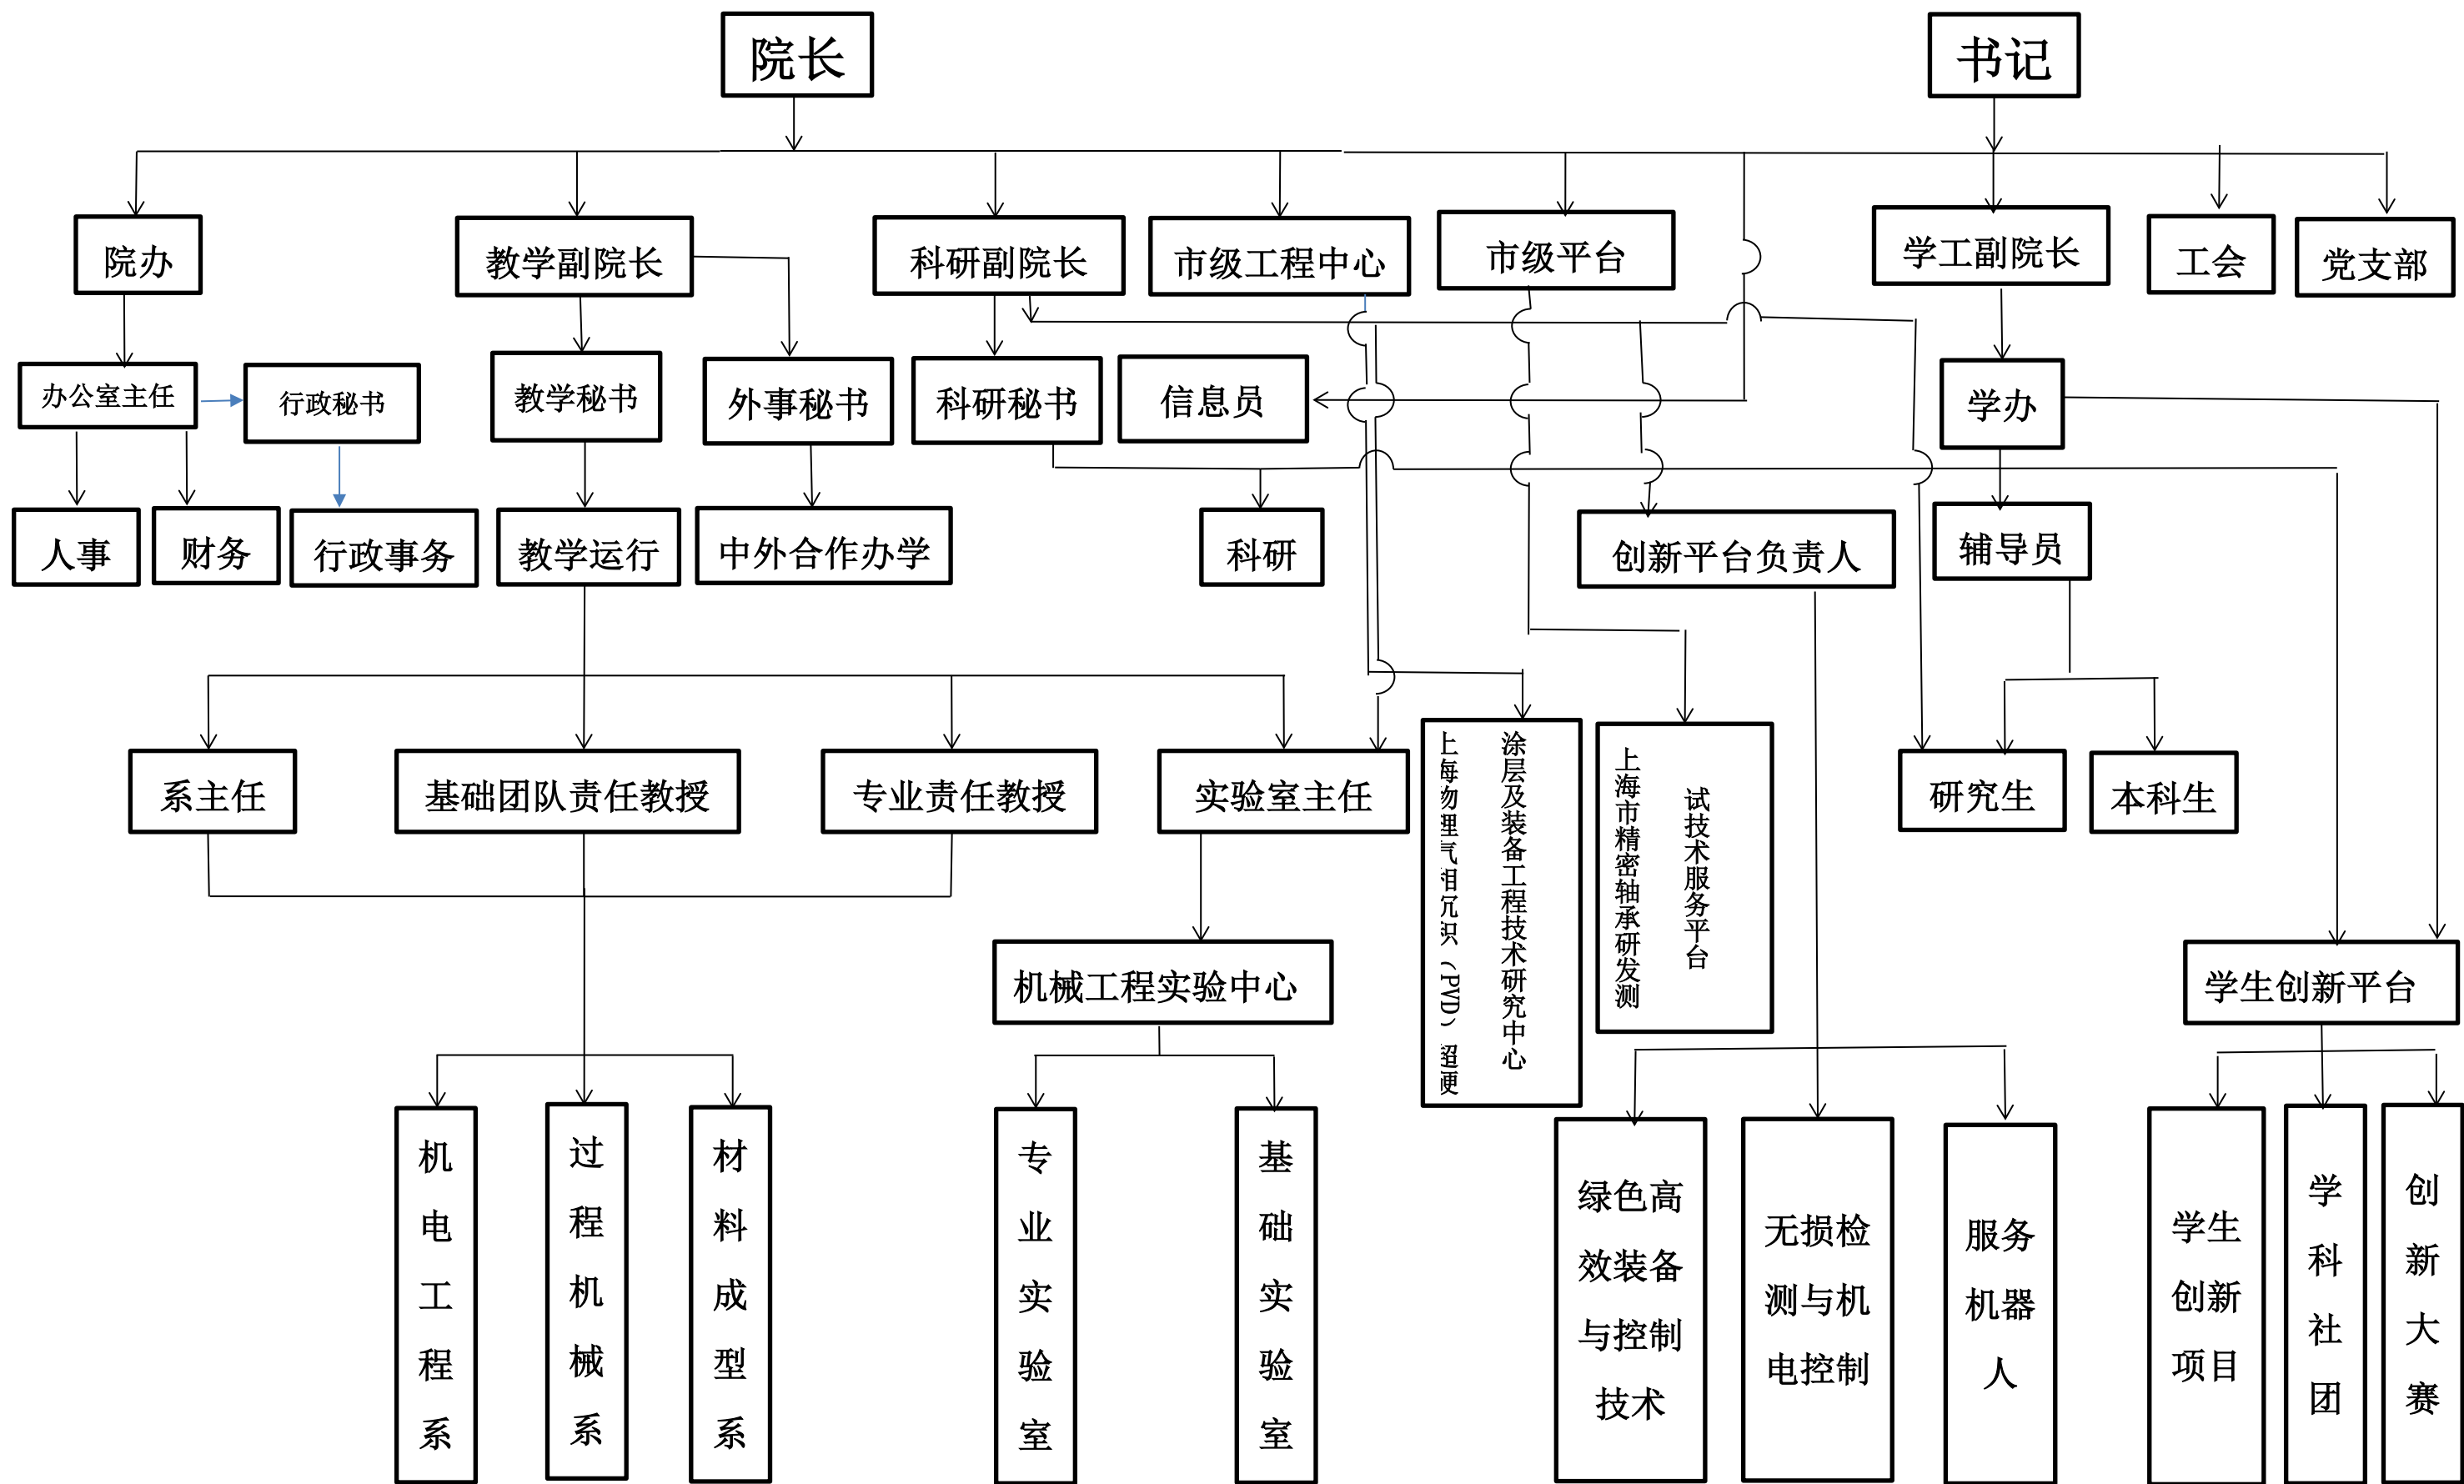 院长
书记
院办
教学副院长
科研副院长
市级工程中心
市级平台
学工副院长
工会
党支部
办公室主任
行政秘书
教学秘书
外事秘书
科研秘书
信息员
学办
人事
财务
行政事务
教学运行
中外合作办学
科研
创新平台负责人
辅导员
系主任
基础团队责任教授
专业责任教授
实验室主任
上海物理气相沉积（PVD）超硬
涂层及装备工程技术研究中心
上海市精密轴承研发测
试技术服务平台
研究生
本科生
机械工程实验中心
学生创新平台
机电工程系
过程机械系
材料成型系
专业实验室
基础实验室
绿色高
效装备
与控制
技术
无损检
测与机
电控制
服务
机器
人
学生
创新
项目
学科社团
创新大赛